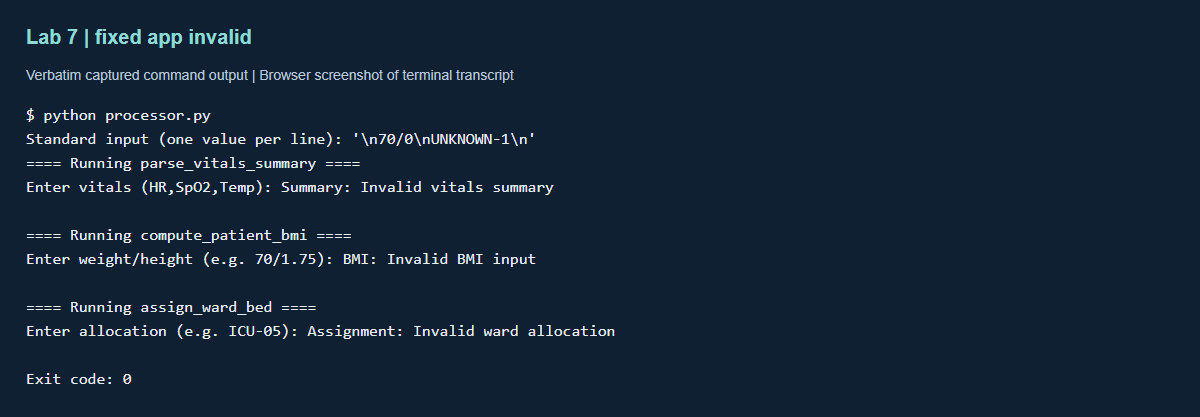 Lab 7 | fixed app invalid
Verbatim captured command output | Browser screenshot of terminal transcript
$ python processor.py
Standard input (one value per line): '\n70/0\nUNKNOWN-1\n'
==== Running parse_vitals_summary ====
Enter vitals (HR,SpO2,Temp): Summary: Invalid vitals summary
==== Running compute_patient_bmi ====
Enter weight/height (e.g. 70/1.75): BMI: Invalid BMI input
==== Running assign_ward_bed ====
Enter allocation (e.g. ICU-05): Assignment: Invalid ward allocation
Exit code: 0